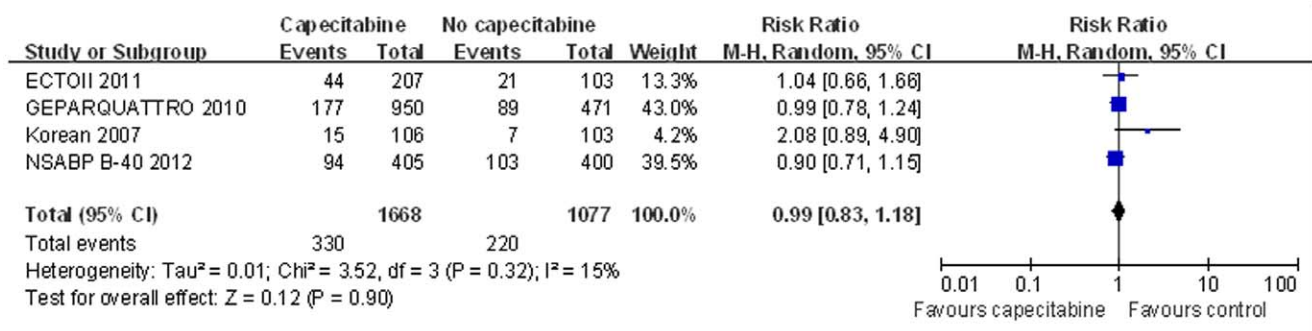 Capecitabine No capecitabine Risk Ratio Risk Ratio
Study or Subgroup Events Total Events Total Weight M-H, Random, 95% CI M-H, Random, 95% CI
ECTOII 2011 44 207 21 103 13.3% 1.04 [0.66, 1.66]
GEPARQUATTRO 2010 177 950 89 471 43.0% 0.99 [0.78, 1.24]
Korean 2007 15 106 7 103 4.2% 2.08 [0.89, 4.90]
NSABP B-40 2012 94 405 103 400 39.5% 0.90 [0.71, 1.15]
Total (95% CI) 1668 1077 100.0% 0.99 [0.83, 1.18]
Total events 330 220
Heterogeneity: Tau² = 0.01; Chi² = 3.52, df = 3 (P = 0.32); I² = 15%
Test for overall effect: Z = 0.12 (P = 0.90)
0.01 0.1 1 10 100
Favours capecitabine Favours control